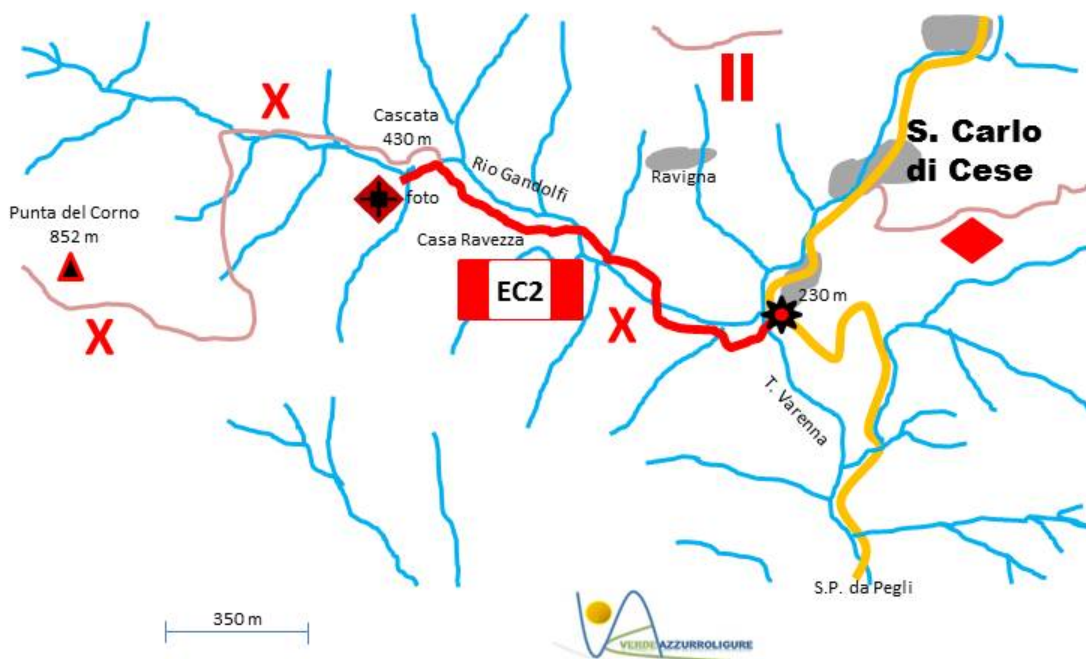 S. Carlo
di Cese
Cascata
430 m
Rio Gandolfi
Ravigna
foto
Punta del Corno
852 m
Casa Ravezza
EC2
230 m
T. Varenna
S.P. da Pegli
350 m
VERDEAZZURROLIGURE
X
X
X